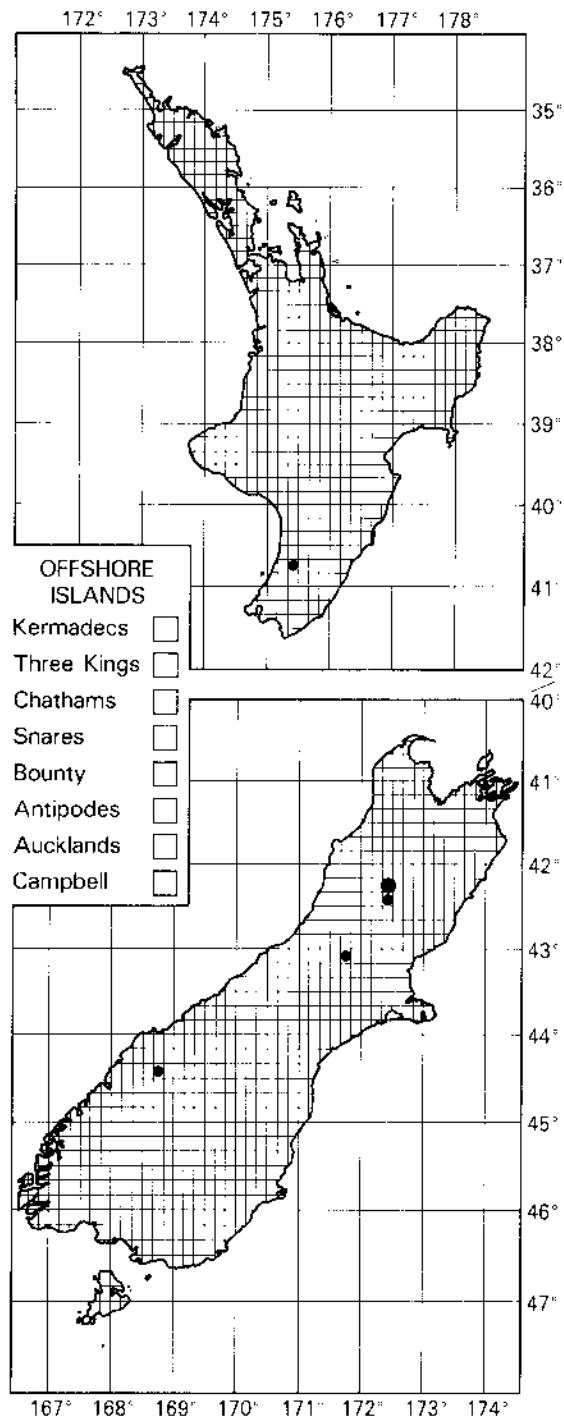 172° 173° 174° 175° 176° 177° 178°
35°
36°
37°
38°
39°
40°
41°
42°
OFFSHORE
ISLANDS
Kermadecs
Three Kings
Chathams
Snares
Bounty
Antipodes
Aucklands
Campbell
40°
41°
42°
43°
44°
45°
46°
47°
167° 168° 169° 170° 171° 172° 173° 174°